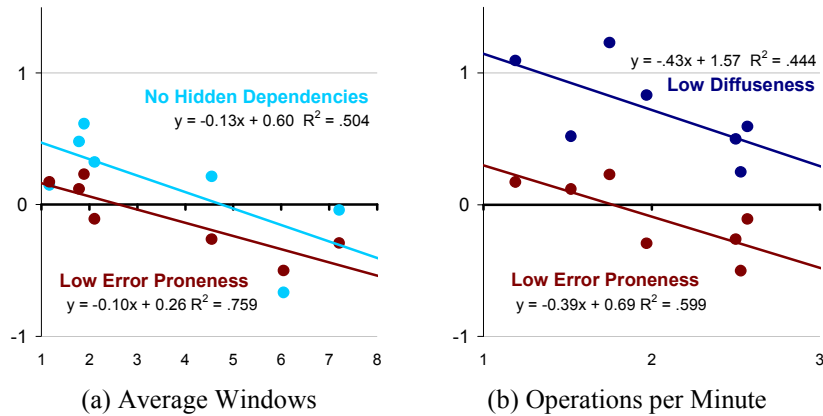 1
0
-1
No Hidden Dependencies
y = -0.13x + 0.60 R² = .504
Low Error Proneness
y = -0.10x + 0.26 R² = .759
1 2 3 4 5 6 7 8
(a) Average Windows
1
0
-1
y = -.43x + 1.57 R² = .444
Low Diffuseness
Low Error Proneness
y = -0.39x + 0.69 R² = .599
1 2 3
(b) Operations per Minute